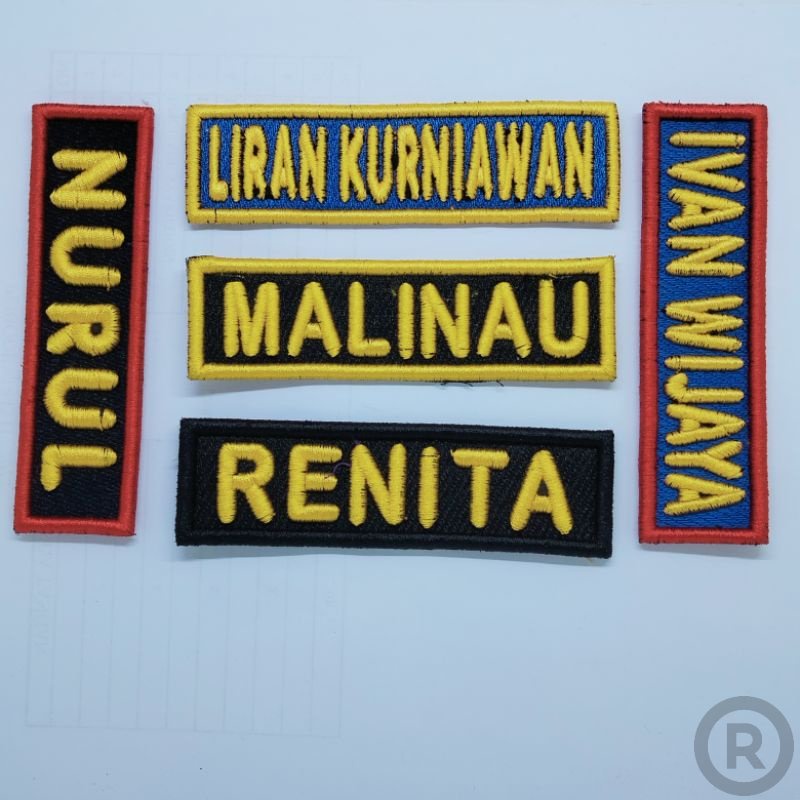 NURUL
LIRAN KURNIAWAN
MALINAU
RENITA
IVAN WIJAYA
R